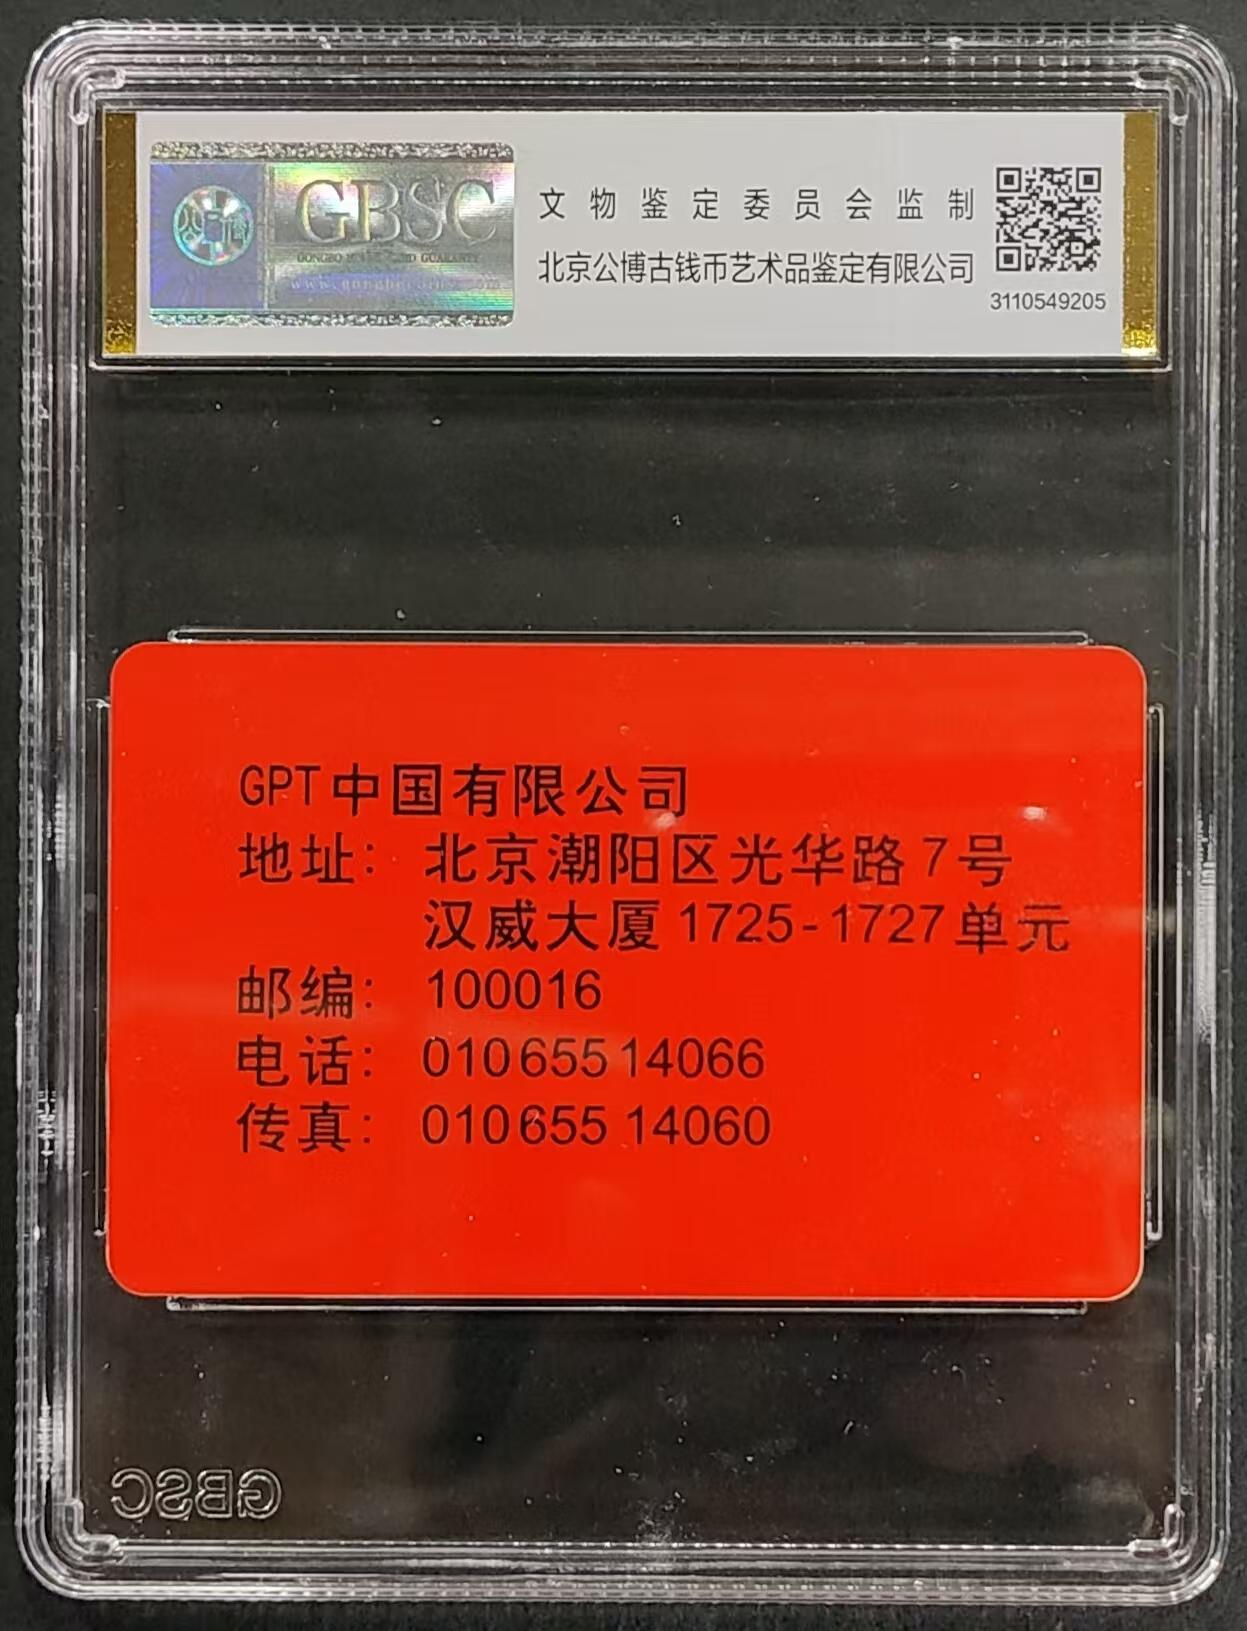 GBSC
文物鉴定委员会监制
北京公博古钱币艺术品鉴定有限公司
3110549205
GPT中国有限公司
地址: 北京潮阳区光华路7号
汉威大厦1725-1727单元
邮编: 100016
电话: 01065514066
传真: 010655 14060
GBSC